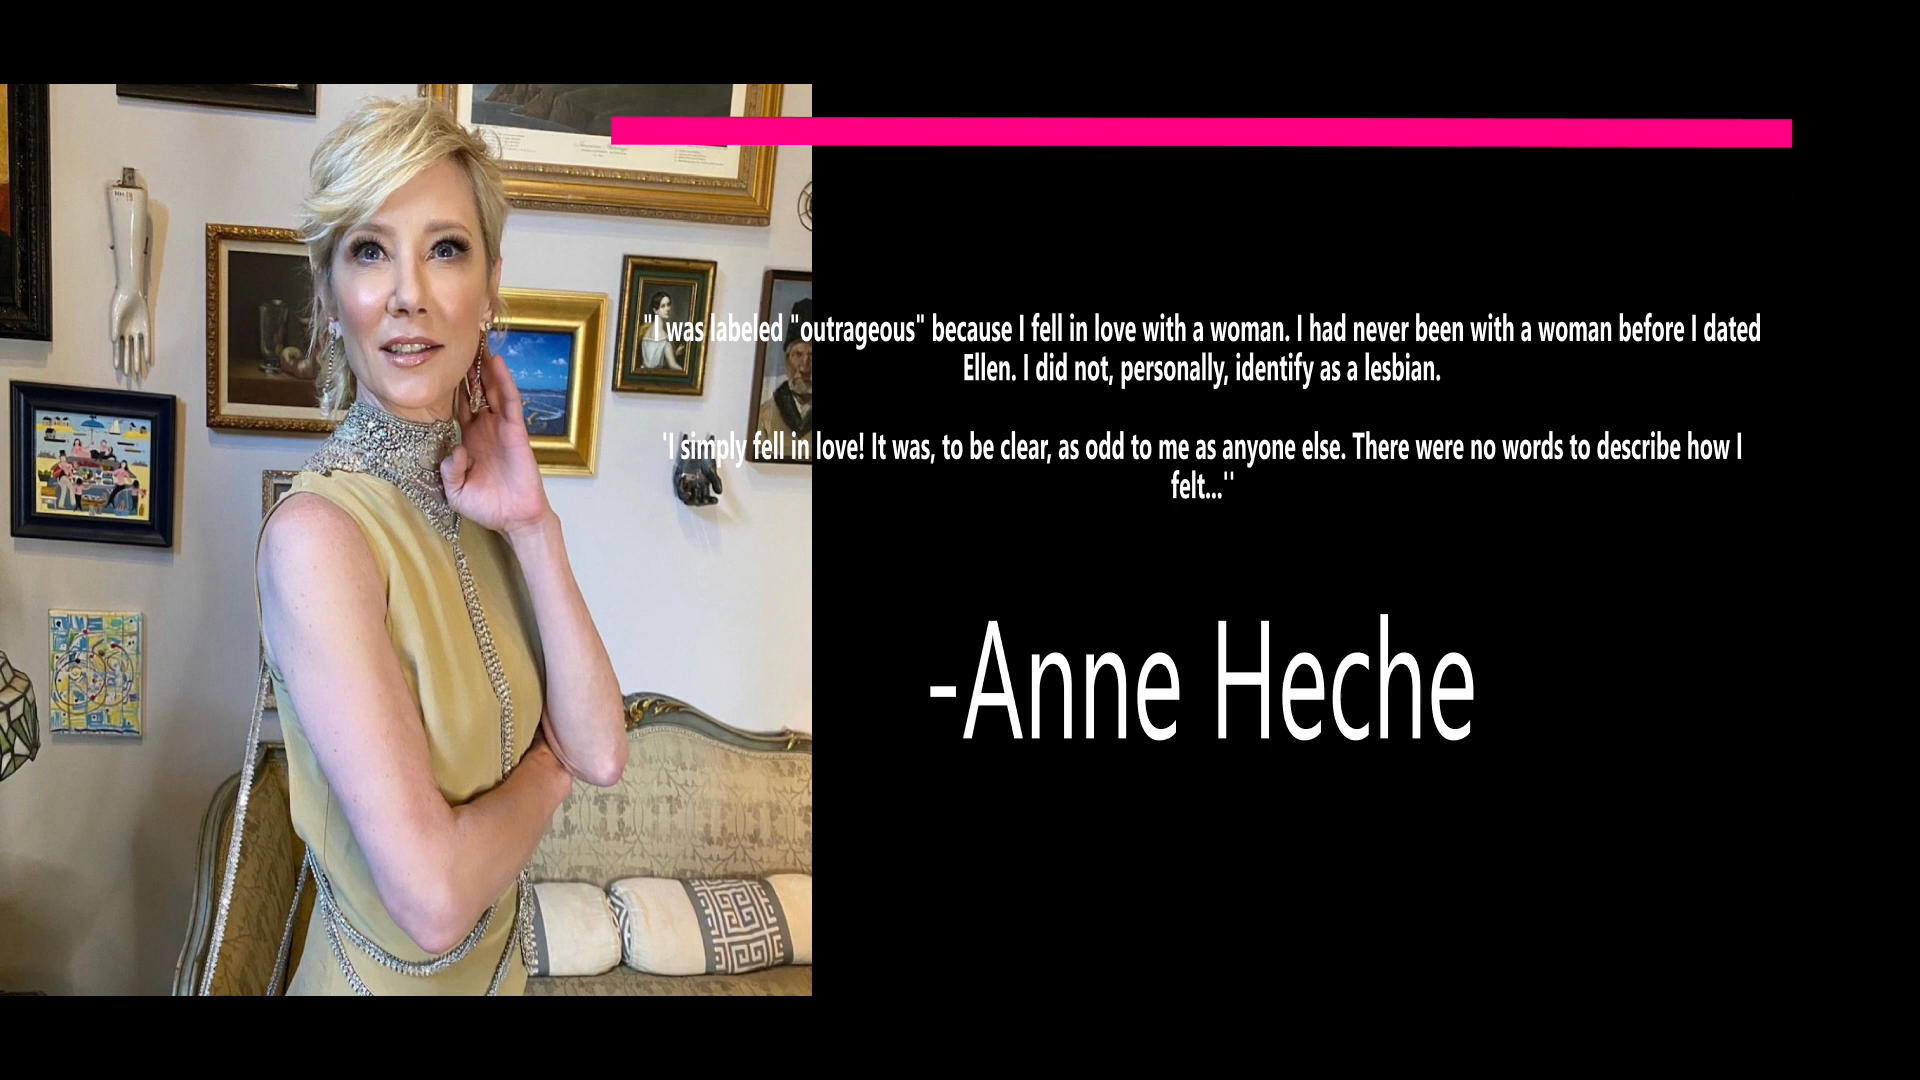 "I was labeled "outrageous" because I fell in love with a woman. I had never been with a woman before I dated
Ellen. I did not, personally, identify as a lesbian.
'I simply fell in love! It was, to be clear, as odd to me as anyone else. There were no words to describe how I
felt...''
-Anne Heche